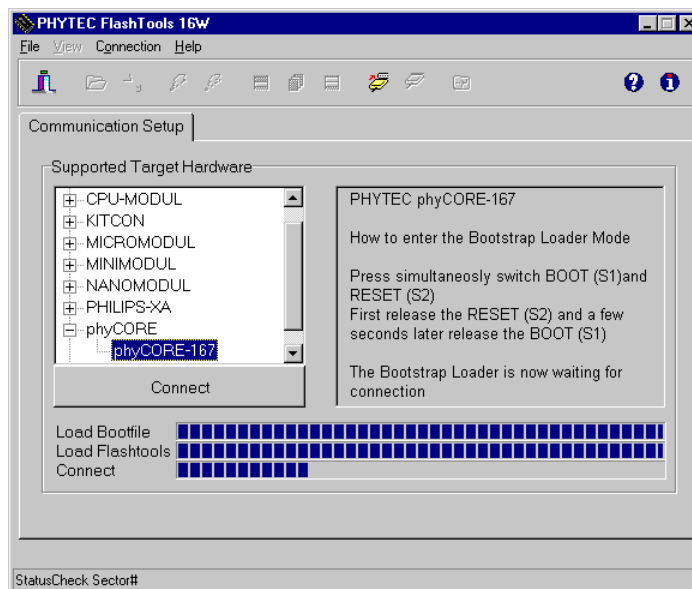 PHYTEC FlashTools 16W
File View Connection Help
Communication Setup
Supported Target Hardware
CPU-MODUL
KITCON
MICROMODUL
MINIMODUL
NANOMODUL
PHILIPS-XA
phyCORE
phyCORE-167
Connect
PHYTEC phyCORE-167
How to enter the Bootstrap Loader Mode
Press simultaneosly switch BOOT (S1)and
RESET (S2)
First release the RESET (S2) and a few
seconds later release the BOOT (S1)
The Bootstrap Loader is now waiting for
connection
Load Bootfile
Load Flashtools
Connect
StatusCheck Sector#